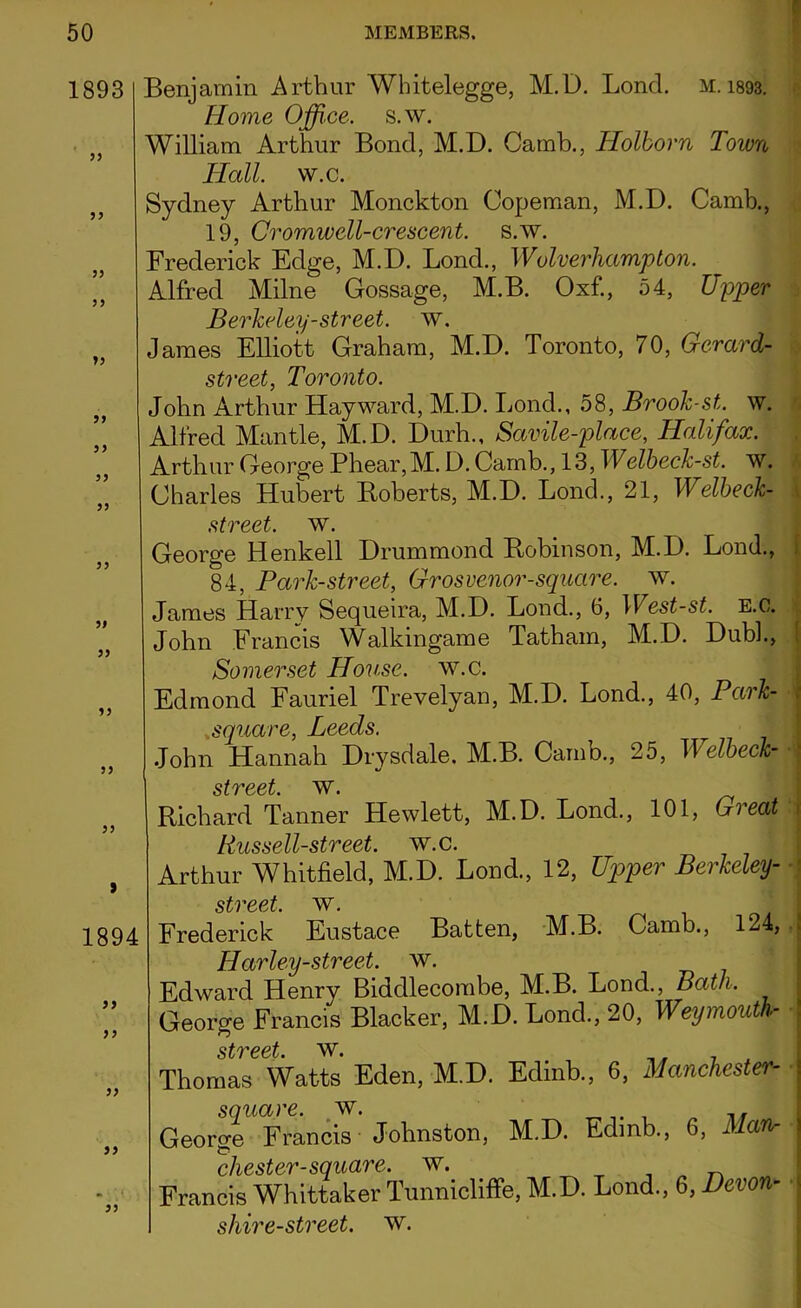 50 MEMBERS.
1893 Benjamin Arthur Whitelegge, M.D. Lond. M. 1893.
Home Office. s.w.
„ William Arthur Bond, M.D. Camb., Holborn Town
Hall. w.c.
„ Sydney Arthur Monckton Copeman, M.D. Camb.,
19, Cromwell-crescent. s.w.
„ Frederick Edge, M.D. Lond., Wolverhampton.
„ Alfred Milne Gossage, M.B. Oxf., 54, Upper
Berkeley-street. w.
„ James Elliott Graham, M.D. Toronto, 70, Gerard-
street, Toronto.
„ John Arthur Hayward, M.D. Lond., 58, Brook-st. w.
„ Alfred Mantle, M.D. Durh., Savile-place, Halifax.
„ Arthur George Phear, M.D. Camb., 13, Welbeck-st. w.
„ Charles Hubert Roberts, M.D. Lond., 21, Welbeck-
street. w.
„ George Henkell Drummond Robinson, M.D. Lond.,
84, Park-street, Grosvenor-square. w.
„ James Harry Sequeira, M.D. Lond., 6, West-st. E.C.
„ John Francis Walkingame Tatham, M.D. Dubl.,
Somerset House. w.c.
„ Edmond Fauriel Trevelyan, M.D. Lond., 40, Park-
square, Leeds.
„ John Hannah Drysdale. M.B. Camb., 25, Welbeck-
street. w.
„ Richard Tanner Hewlett, M.D. Lond., 101, Great
Russell-street. w.c.
, Arthur Whitfield, M.D. Lond., 12, Upper Berkeley-
street. w.
1894 Frederick Eustace Batten, M.B. Camb., 124,
Harley-street. w.
„ Edward Henry Biddlecombe, M.B. Lond., Bath.
„ George Francis Blacker, M.D. Lond., 20, Weymouth-
street. w.
„ Thomas Watts Eden, M.D. Edinb., 6, Manchester-
square. w.
„ George Francis Johnston, M.D. Edinb., 6, Man-
chester-square. w.
„ Francis Whittaker Tunnicliffe, M.D. Lond., 6, Devon-
shire-street. w.